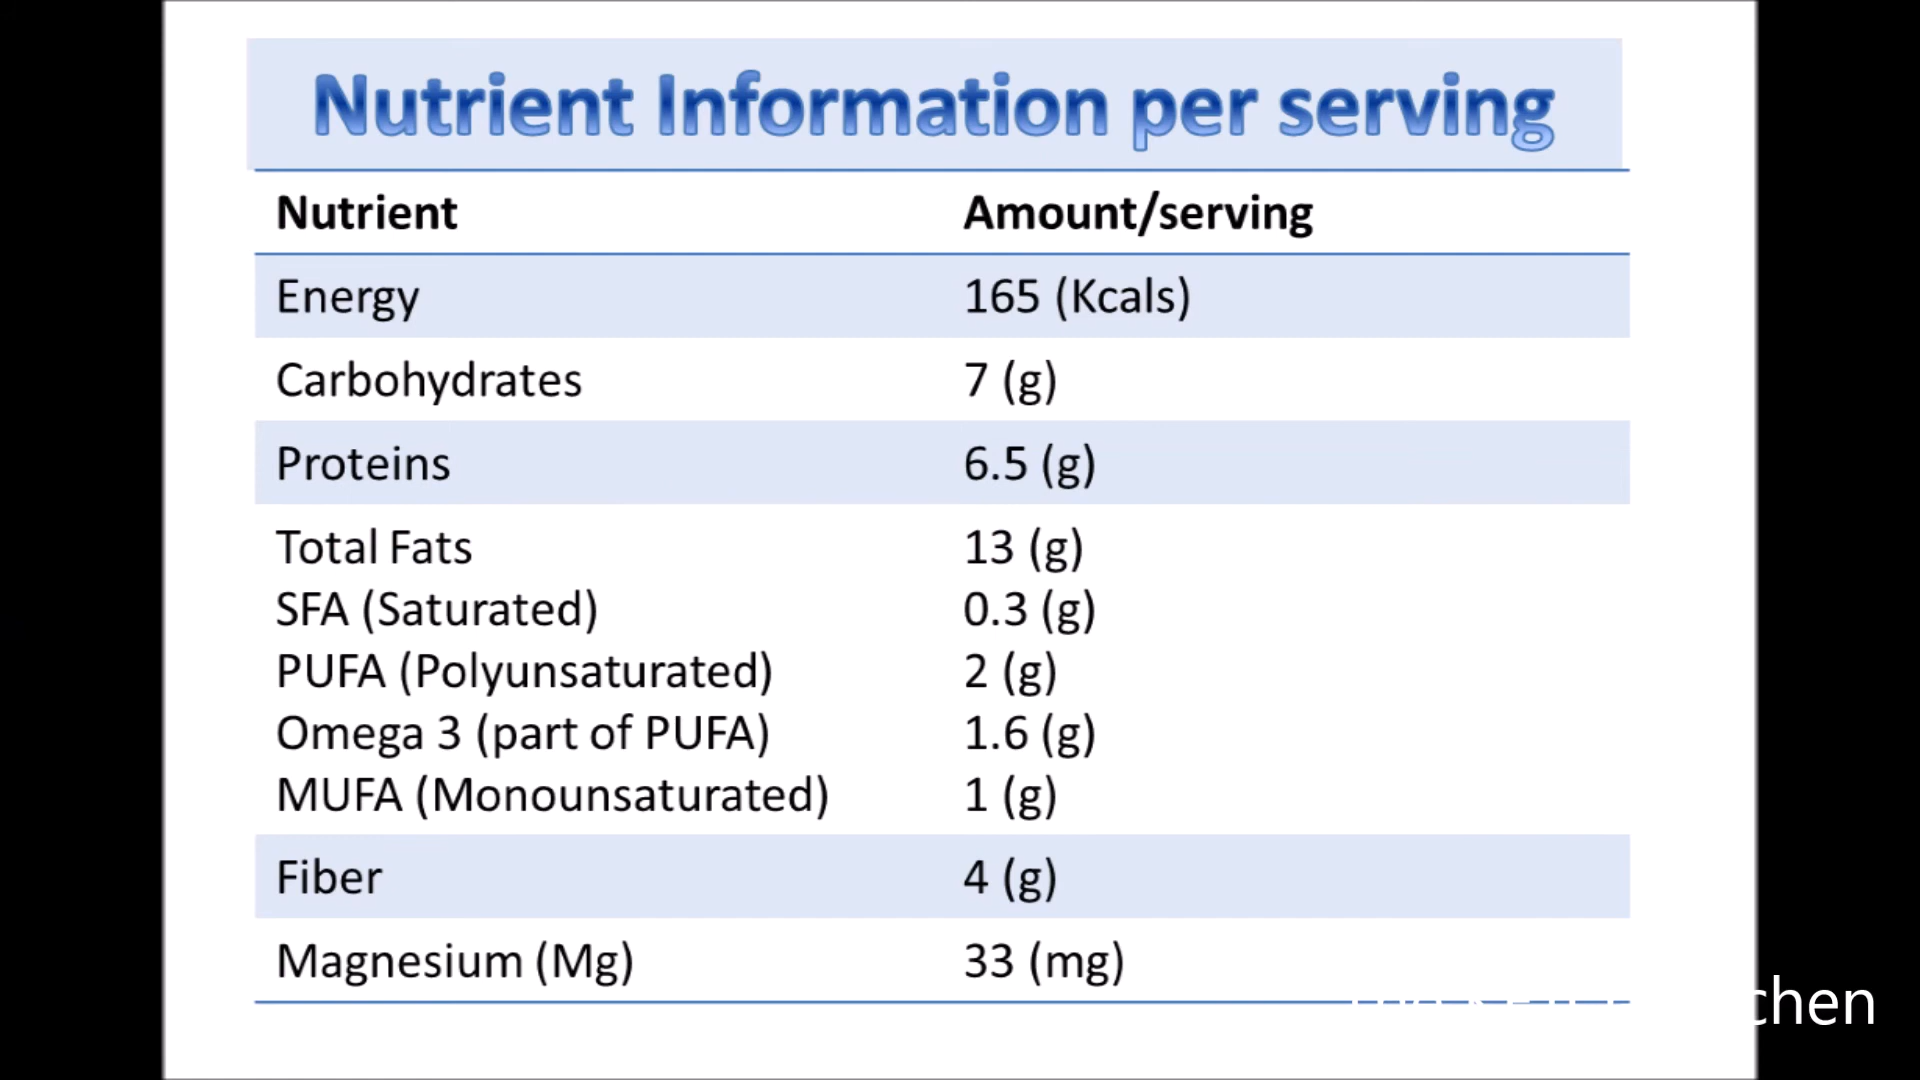 Nutrient Information per serving
Nutrient Amount/serving
Energy 165 (Kcals)
Carbohydrates 7 (g)
Proteins 6.5 (g)
Total Fats 13 (g)
SFA (Saturated) 0.3 (g)
PUFA (Polyunsaturated) 2 (g)
Omega 3 (part of PUFA) 1.6 (g)
MUFA (Monounsaturated) 1 (g)
Fiber 4 (g)
Magnesium (Mg) 33 (mg)